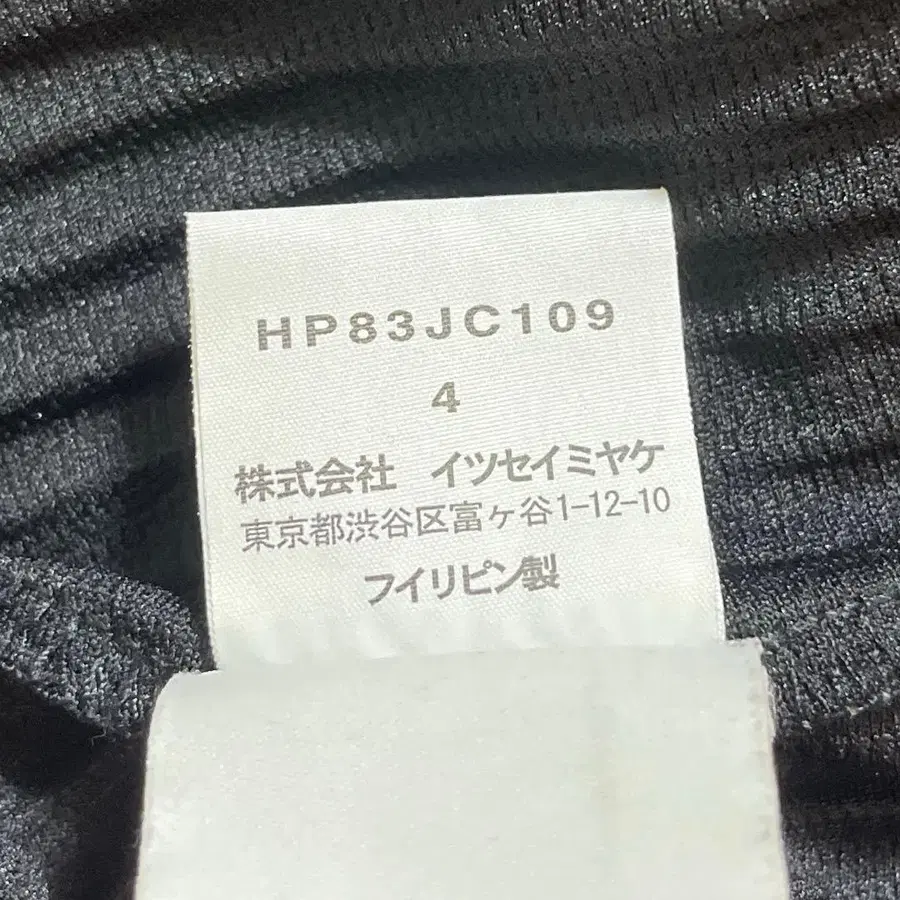 HP83JC109
4
株式会社　イツセイミヤケ
東京都渋谷区富ヶ谷1-12-10
フイリピン製